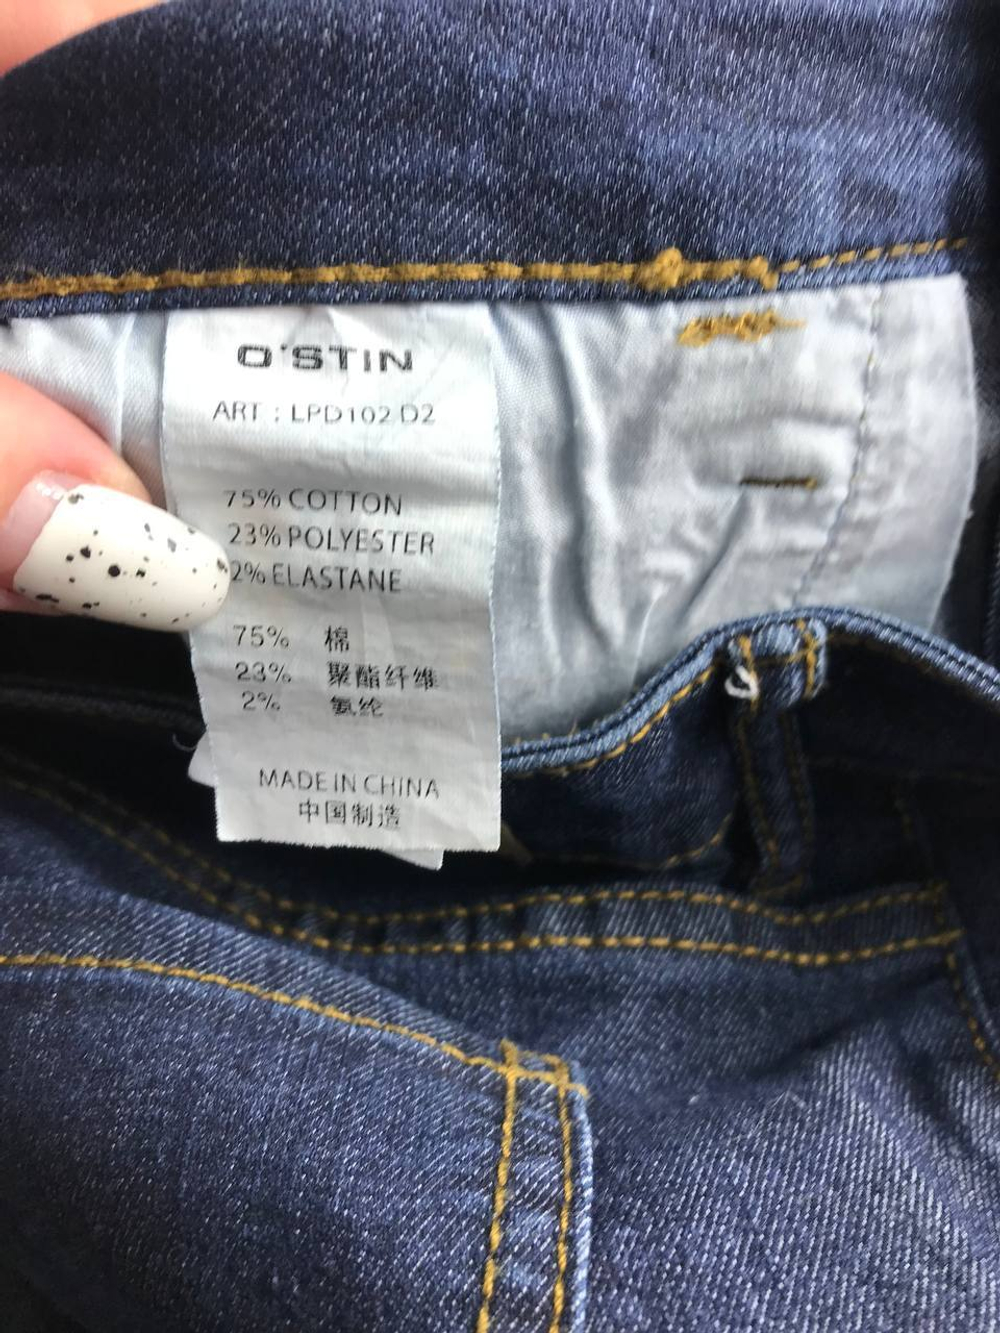 O'STIN
ART : LPD102 D2
75% COTTON
23% POLYESTER
2% ELASTANE
75% 棉
23% 聚酯纤维
2% 氨纶
MADE IN CHINA
中国制造